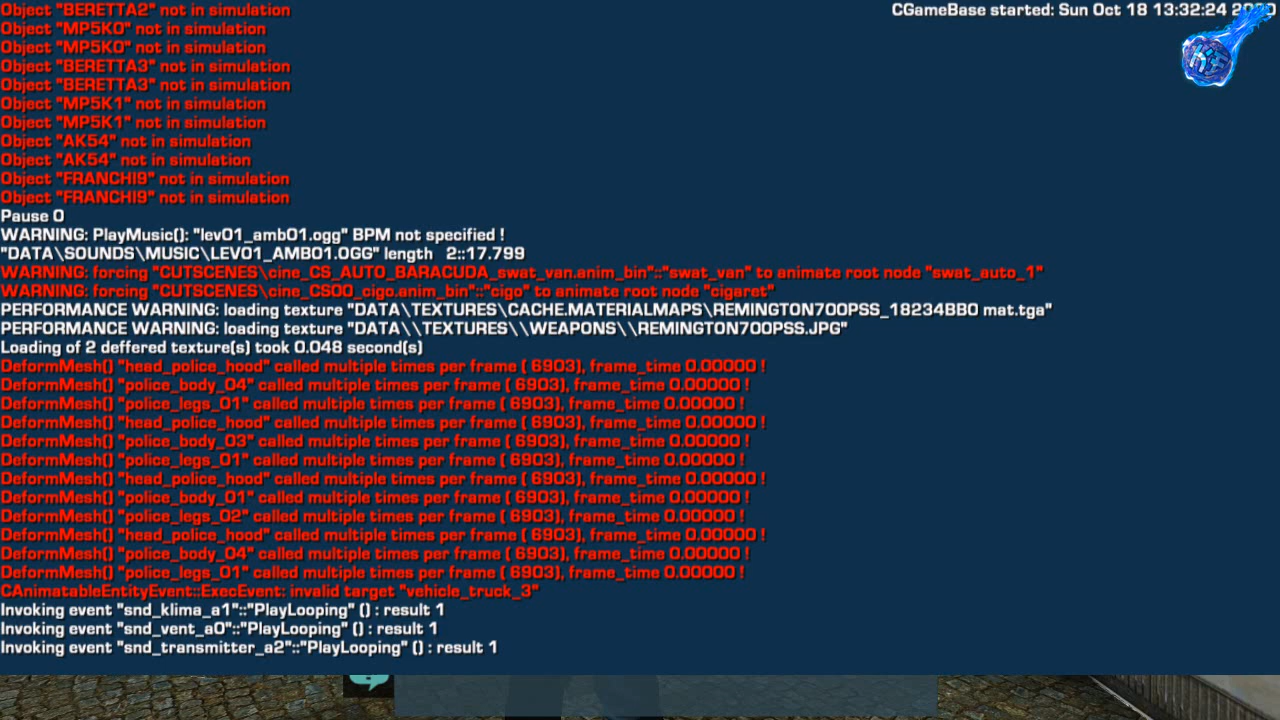 Object "BERETTA2" not in simulation
CGameBase started: Sun Oct 18 13:32:24
Object "MP5K0" not in simulation
Object "MP5K0" not in simulation
Object "BERETTA3" not in simulation
Object "BERETTA3" not in simulation
Object "MP5K1" not in simulation
Object "MP5K1" not in simulation
Object "AK54" not in simulation
Object "AK54" not in simulation
Object "FRANCHI9" not in simulation
Object "FRANCHI9" not in simulation
Pause 0
WARNING: PlayMusic(): "lev01_amb01.ogg" BPM not specified !
"DATA\SOUNDS\MUSIC\LEV01_AMB01.OGG" length 2::17.799
WARNING: forcing "CUTSCENES\cine_CS_AUTO_BARACUDA_swat_van.anim_bin"::"swat_van" to animate root node "swat_auto_1"
WARNING: forcing "CUTSCENES\cine_CS00_cigo.anim_bin"::"cigo" to animate root node "cigaret"
PERFORMANCE WARNING: loading texture "DATA\TEXTURES\CACHE.MATERIALMAPS\REMINGTON700PSS_18234BB0 mat.tga"
PERFORMANCE WARNING: loading texture "DATA\\TEXTURES\\WEAPONS\\REMINGTON700PSS.JPG"
Loading of 2 deffered texture(s) took 0.048 second(s)
DeformMesh() "head_police_hood" called multiple times per frame ( 6903), frame_time 0.00000 !
DeformMesh() "police_body_04" called multiple times per frame ( 6903), frame_time 0.00000 !
DeformMesh() "police_legs_01" called multiple times per frame ( 6903), frame_time 0.00000 !
DeformMesh() "head_police_hood" called multiple times per frame ( 6903), frame_time 0.00000 !
DeformMesh() "police_body_03" called multiple times per frame ( 6903), frame_time 0.00000 !
DeformMesh() "police_legs_01" called multiple times per frame ( 6903), frame_time 0.00000 !
DeformMesh() "head_police_hood" called multiple times per frame ( 6903), frame_time 0.00000 !
DeformMesh() "police_body_01" called multiple times per frame ( 6903), frame_time 0.00000 !
DeformMesh() "police_legs_02" called multiple times per frame ( 6903), frame_time 0.00000 !
DeformMesh() "head_police_hood" called multiple times per frame ( 6903), frame_time 0.00000 !
DeformMesh() "police_body_04" called multiple times per frame ( 6903), frame_time 0.00000 !
DeformMesh() "police_legs_01" called multiple times per frame ( 6903), frame_time 0.00000 !
CAnimatableEntityEvent::ExecEvent: invalid target "vehicle_truck_3"
Invoking event "snd_klima_a1"::"PlayLooping" () : result 1
Invoking event "snd_vent_a0"::"PlayLooping" () : result 1
Invoking event "snd_transmitter_a2"::"PlayLooping" () : result 1